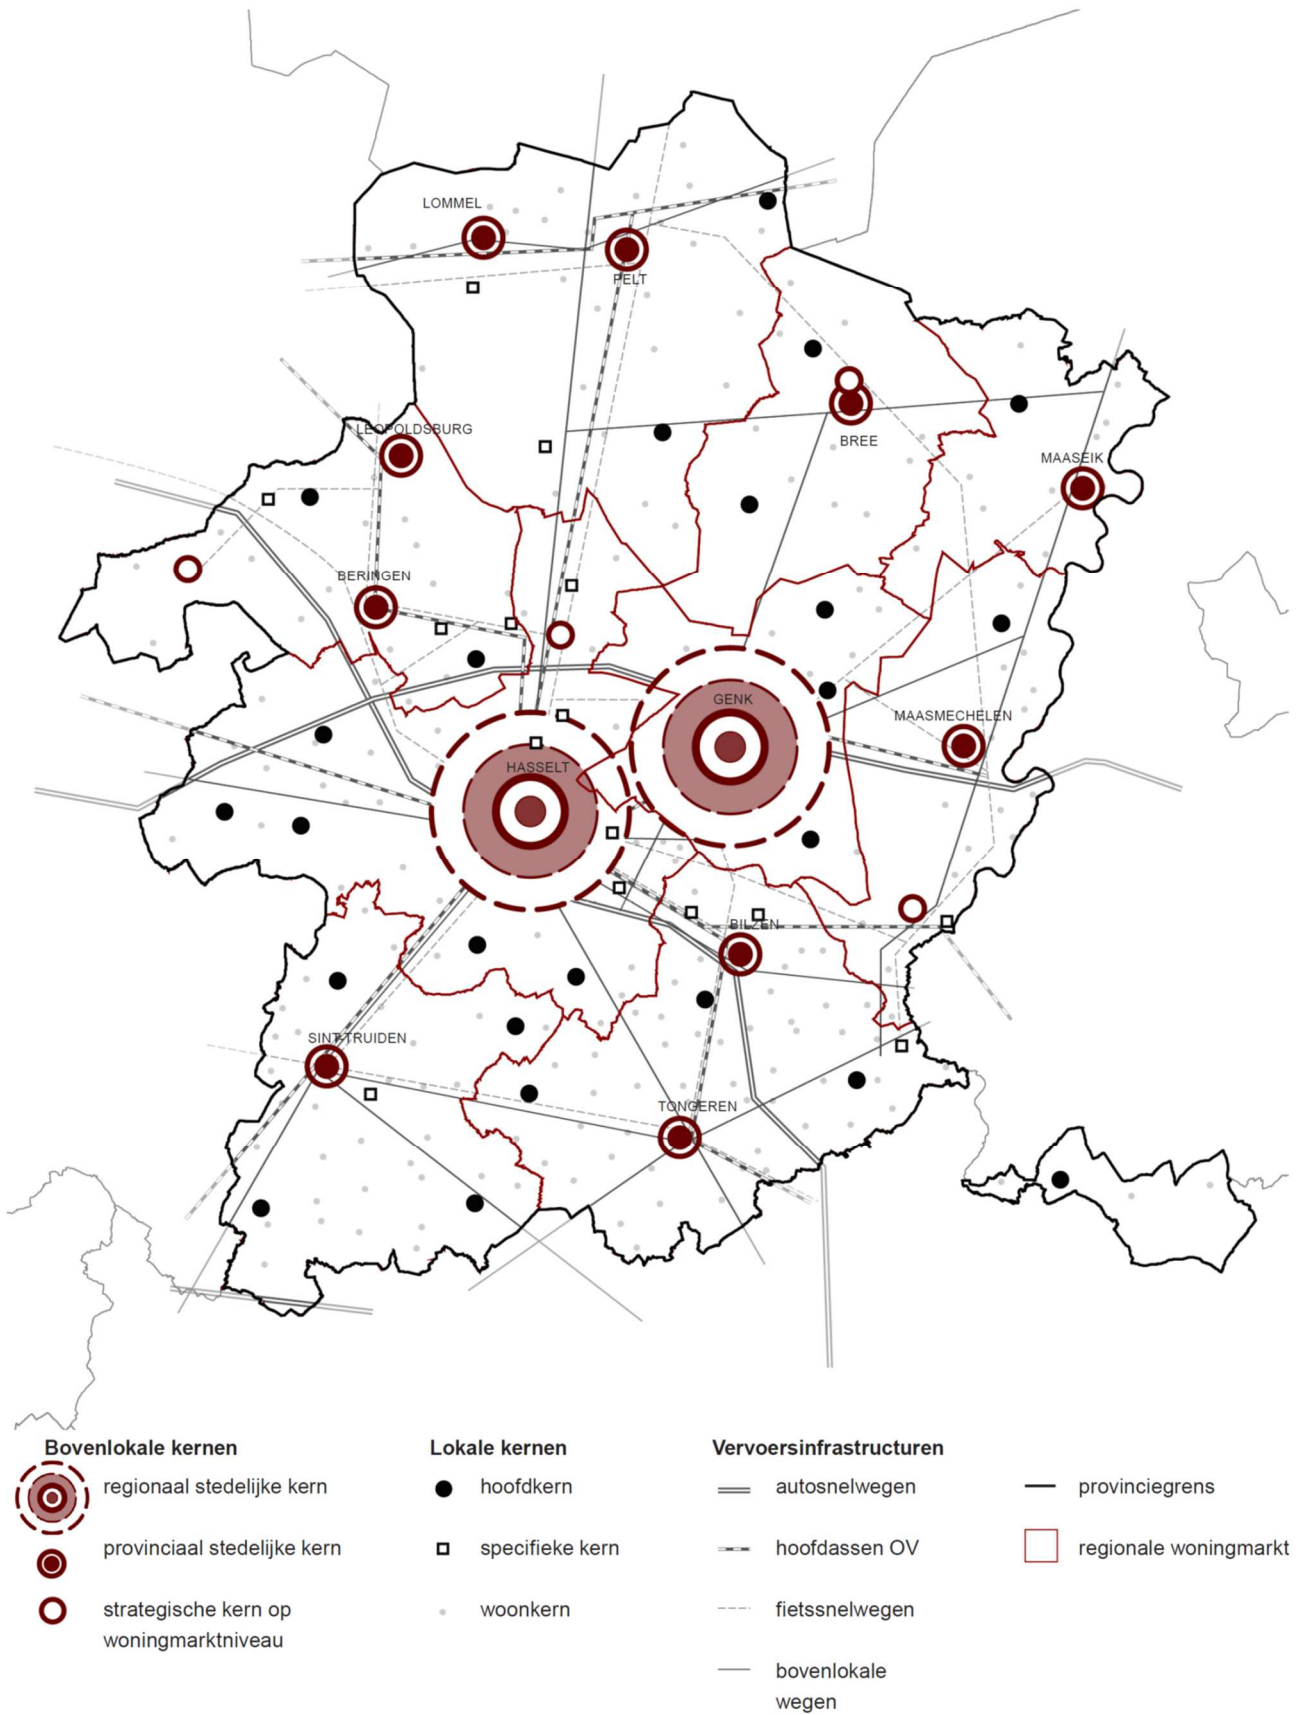 LOMMEL
PELT
LEOPOLDSBURG
BREE
MAASEIK
BERINGEN
GENK
MAASMECHELEN
HASSELT
BILZEN
SINT-TRUIDEN
TONGEREN
Bovenlokale kernen
regionaal stedelijke kern
provinciaal stedelijke kern
strategische kern op
woningmarktniveau
Lokale kernen
hoofdkern
specifieke kern
woonkern
Vervoersinfrastructuren
autosnelwegen
hoofdassen OV
fietssnelwegen
bovenlokale
wegen
provinciegrens
regionale woningmarkt